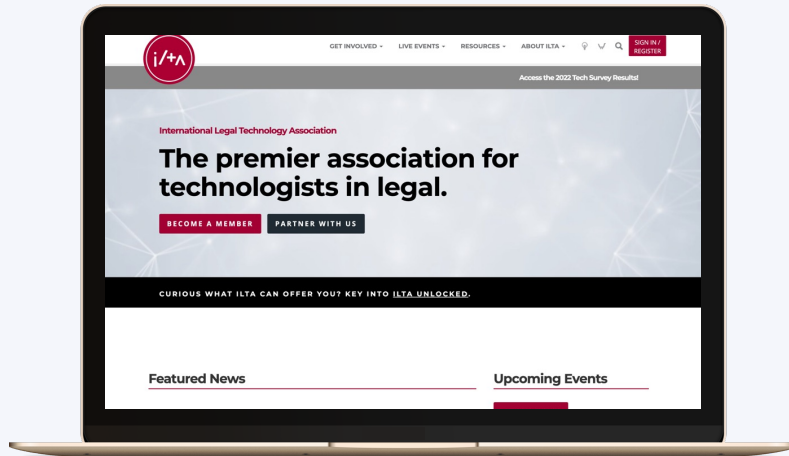 i/+Λ
GET INVOLVED
LIVE EVENTS
RESOURCES
ABOUT ILTA
SIGN IN /
REGISTER
Access the 2022 Tech Survey Results!
International Legal Technology Association
The premier association for
technologists in legal.
BECOME A MEMBER
PARTNER WITH US
CURIOUS WHAT ILTA CAN OFFER YOU? KEY INTO ILTA UNLOCKED.
Featured News
Upcoming Events